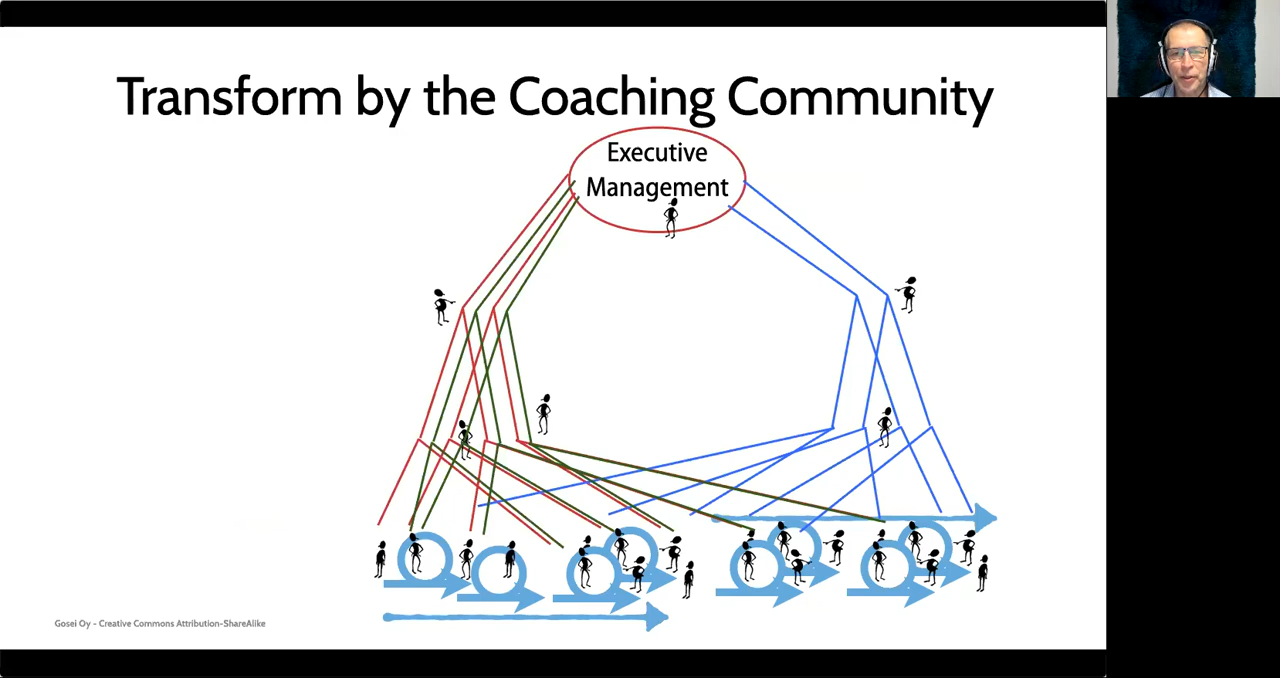 Transform by the Coaching Community
Executive
Management
Gosei Oy - Creative Commons Attribution-ShareAlike